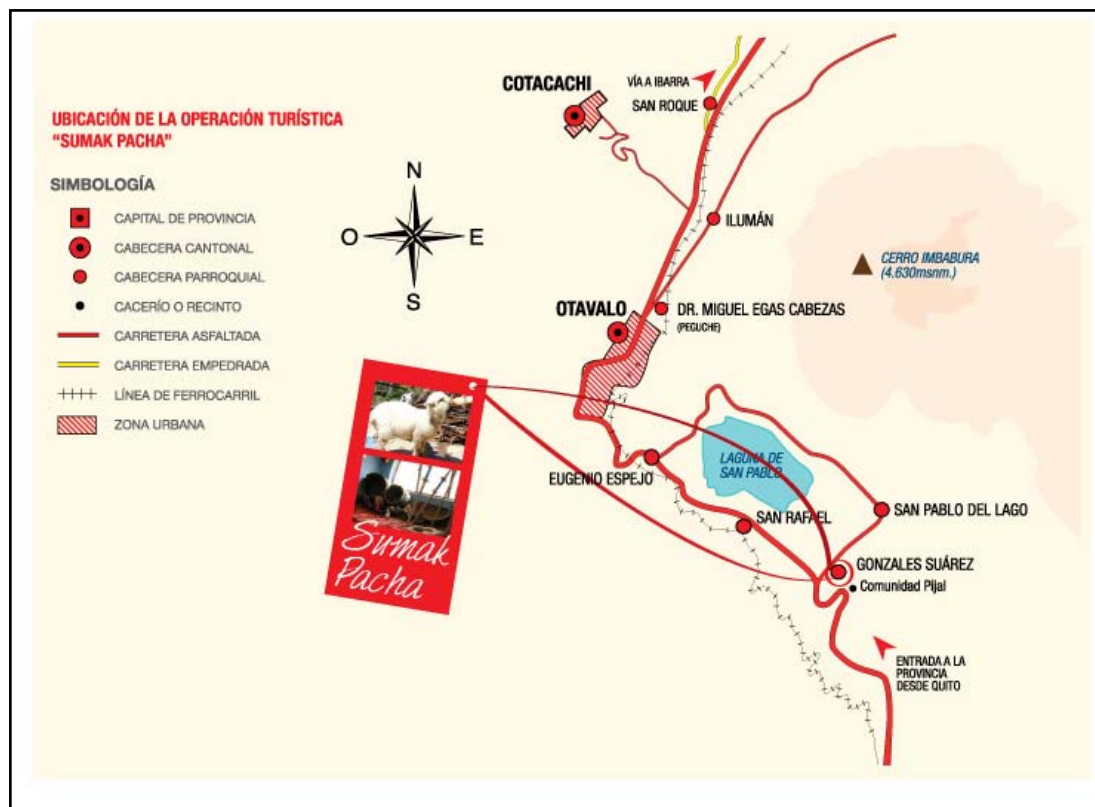 UBICACIÓN DE LA OPERACIÓN TURÍSTICA
“SUMAK PACHA”
SIMBOLOGÍA
CAPITAL DE PROVINCIA
CABECERA CANTONAL
CABECERA PARROQUIAL
CACERÍO O RECINTO
CARRETERA ASFALTADA
CARRETERA EMPEDRADA
LÍNEA DE FERROCARRIL
ZONA URBANA
N
O
E
S
COTACACHI
VÍA A IBARRA
SAN ROQUE
ILUMÁN
CERRO IMBABURA
(4.630msnm.)
OTAVALO
DR. MIGUEL EGAS CABEZAS
(PEGUCHE)
LAGUNA DE
SAN PABLO
EUGENIO ESPEJO
SAN RAFAEL
SAN PABLO DEL LAGO
GONZALES SUÁREZ
Comunidad Pijal
ENTRADA A LA
PROVINCIA
DESDE QUITO
Sumak
Pacha